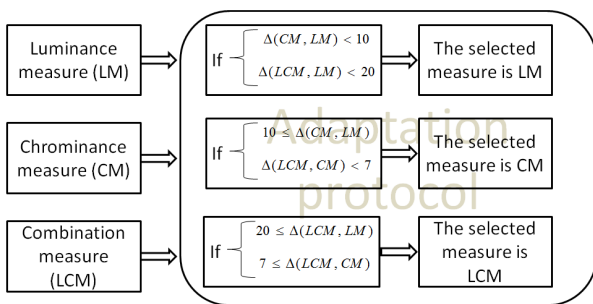 Luminance
measure (LM)
If
Δ(CM, LM) < 10
Δ(LCM, LM) < 20
The selected
measure is LM
Adaptation
protocol
Chrominance
measure (CM)
If
10 ≤ Δ(CM, LM)
Δ(LCM, CM) < 7
The selected
measure is CM
Combination
measure
(LCM)
If
20 ≤ Δ(LCM, LM)
7 ≤ Δ(LCM, CM)
The selected
measure is
LCM